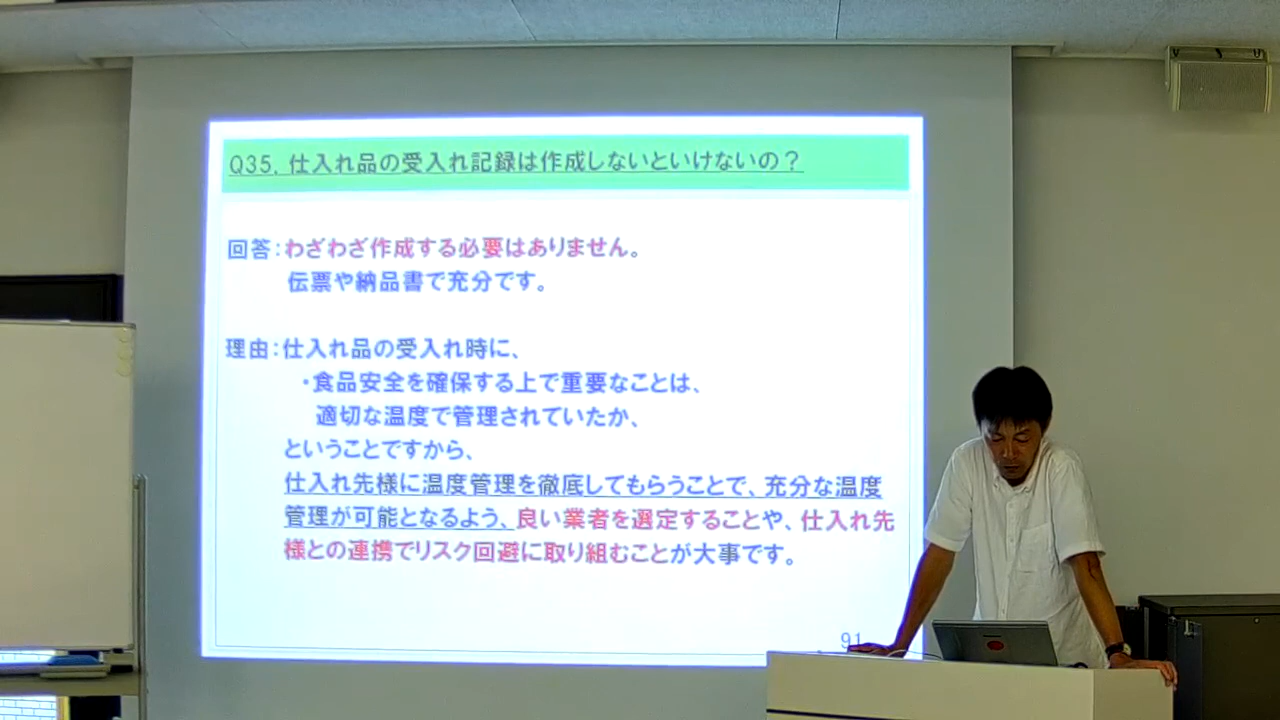 Q35. 仕入れ品の受入れ記録は作成しないといけないの？
回答：わざわざ作成する必要はありません。
伝票や納品書で充分です。
理由：仕入れ品の受入れ時に、
・食品安全を確保する上で重要なことは、
適切な温度で管理されていたか、
ということですから、
仕入れ先様に温度管理を徹底してもらうことで、充分な温度
管理が可能となるよう、良い業者を選定することや、仕入れ先
様との連携でリスク回避に取り組むことが大事です。
91